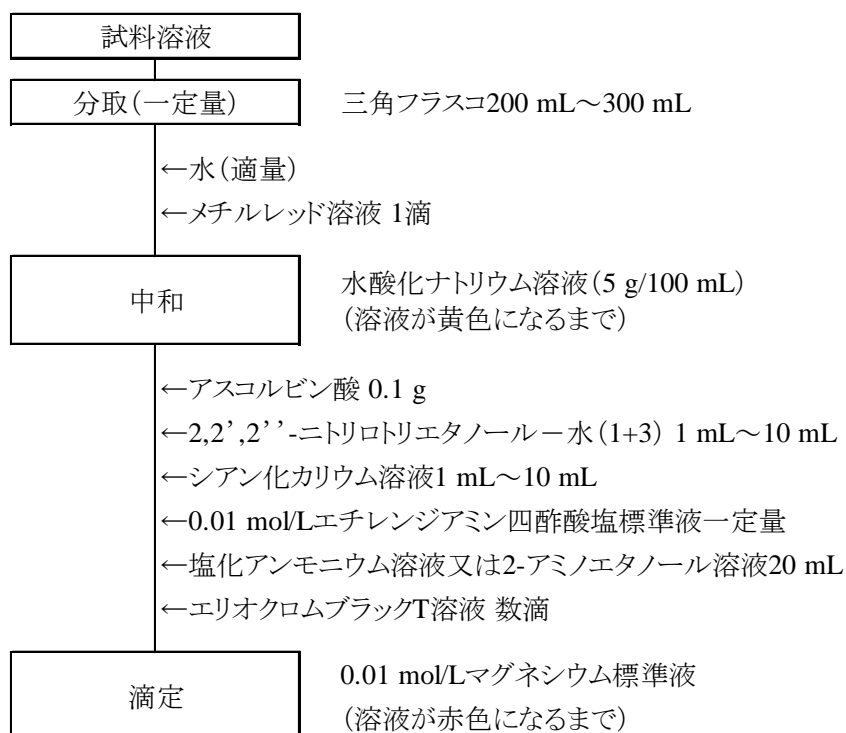 試料溶液
分取(一定量)
三角フラスコ200 mL～300 mL
←水(適量)
←メチルレッド溶液 1滴
中和
水酸化ナトリウム溶液(5 g/100 mL)
(溶液が黄色になるまで)
←アスコルビン酸 0.1 g
←2,2’,2’’-ニトリロトリエタノール－水(1+3) 1 mL～10 mL
←シアン化カリウム溶液1 mL～10 mL
←0.01 mol/Lエチレンジアミン四酢酸塩標準液一定量
←塩化アンモニウム溶液又は2-アミノエタノール溶液20 mL
←エリオクロムブラックT溶液 数滴
滴定
0.01 mol/Lマグネシウム標準液
(溶液が赤色になるまで)